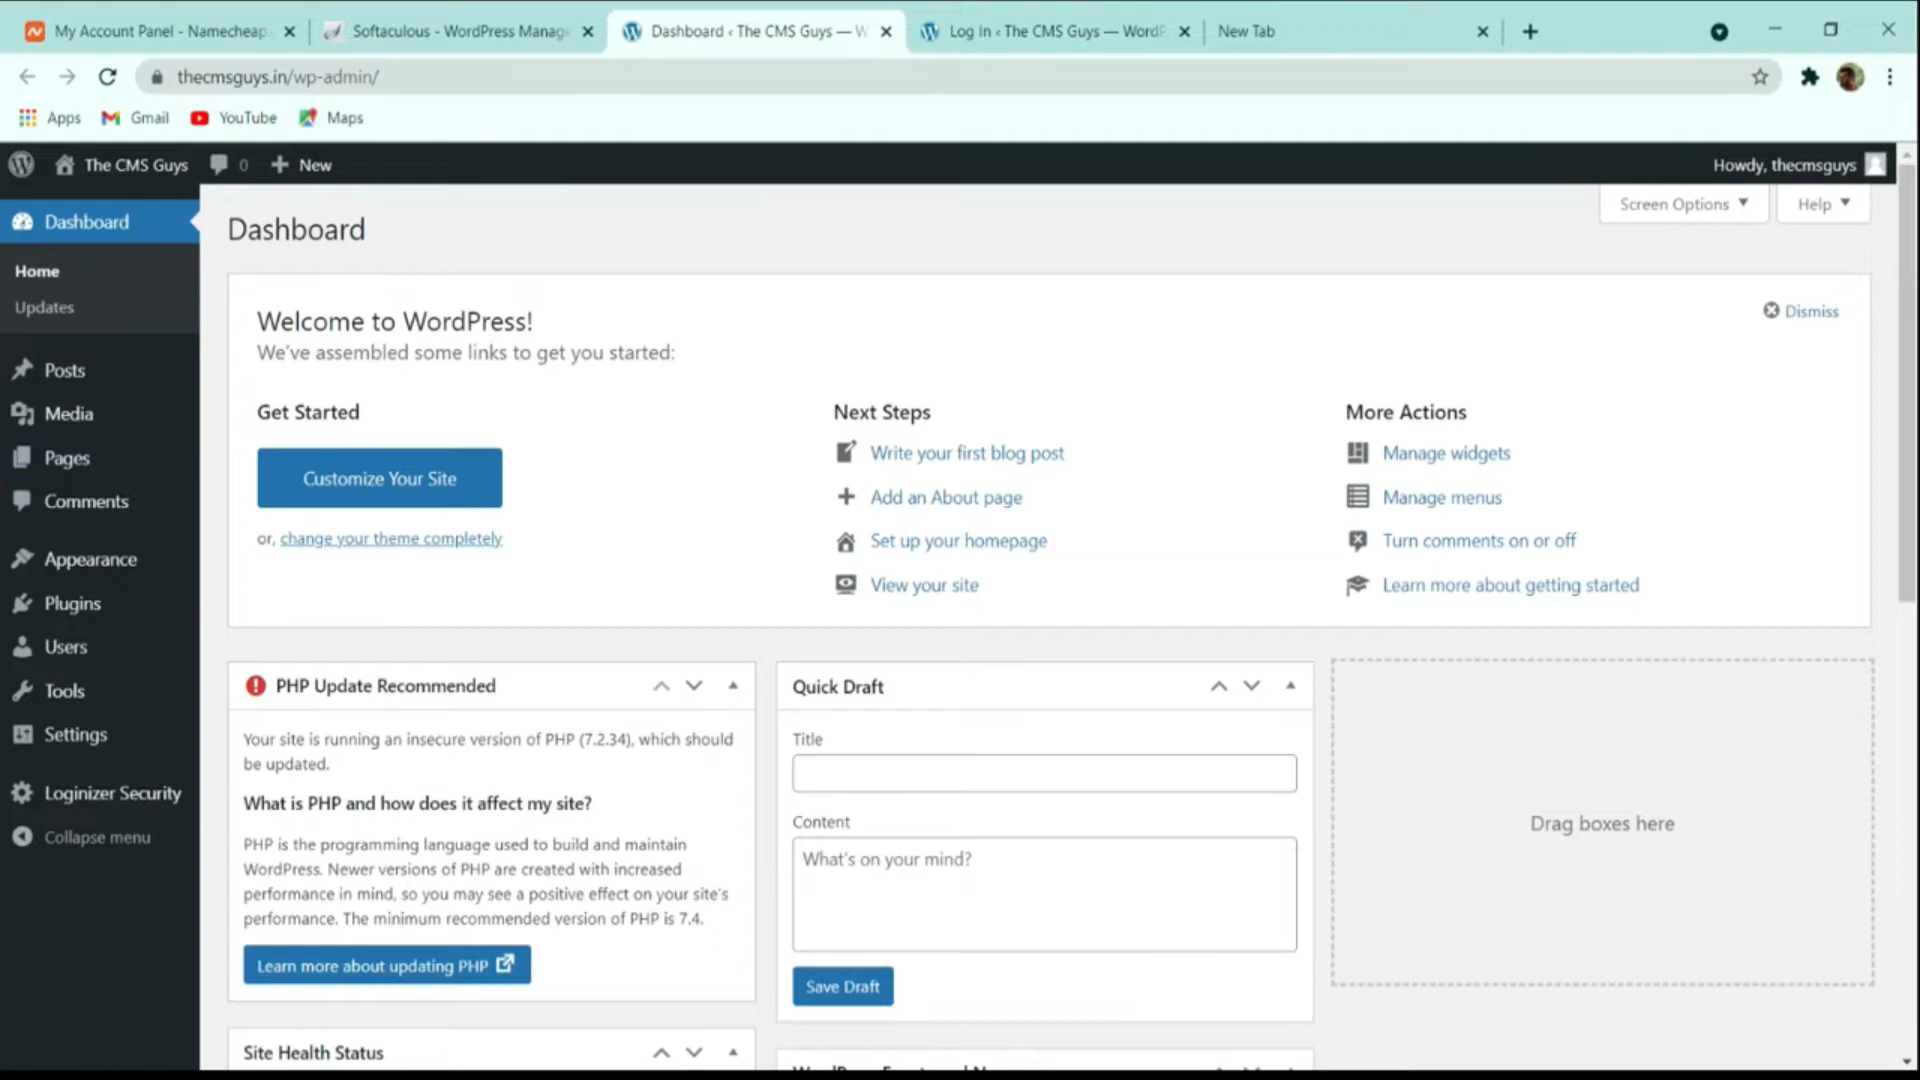 My Account Panel - Namecheap
Softaculous - WordPress Manage
Dashboard ‹ The CMS Guys — W
Log In ‹ The CMS Guys — WordP
New Tab
thecmsguys.in/wp-admin/
Apps
Gmail
YouTube
Maps
The CMS Guys
0
New
Howdy, thecmsguys
Dashboard
Home
Updates
Posts
Media
Pages
Comments
Appearance
Plugins
Users
Tools
Settings
Loginizer Security
Collapse menu
Screen Options
Help
Dashboard
Welcome to WordPress!
We've assembled some links to get you started:
Dismiss
Get Started
Customize Your Site
or, change your theme completely
Next Steps
Write your first blog post
Add an About page
Set up your homepage
View your site
More Actions
Manage widgets
Manage menus
Turn comments on or off
Learn more about getting started
PHP Update Recommended
Your site is running an insecure version of PHP (7.2.34), which should
be updated.
What is PHP and how does it affect my site?
PHP is the programming language used to build and maintain
WordPress. Newer versions of PHP are created with increased
performance in mind, so you may see a positive effect on your site's
performance. The minimum recommended version of PHP is 7.4.
Learn more about updating PHP
Site Health Status
Quick Draft
Title
Content
What's on your mind?
Save Draft
Drag boxes here